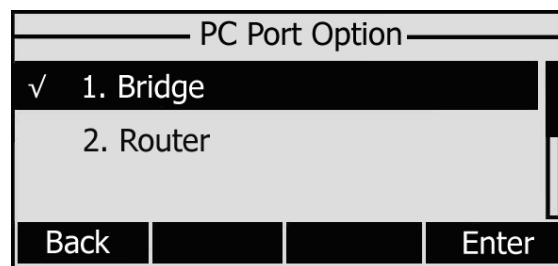 PC Port Option
√ 1. Bridge
2. Router
Back Enter